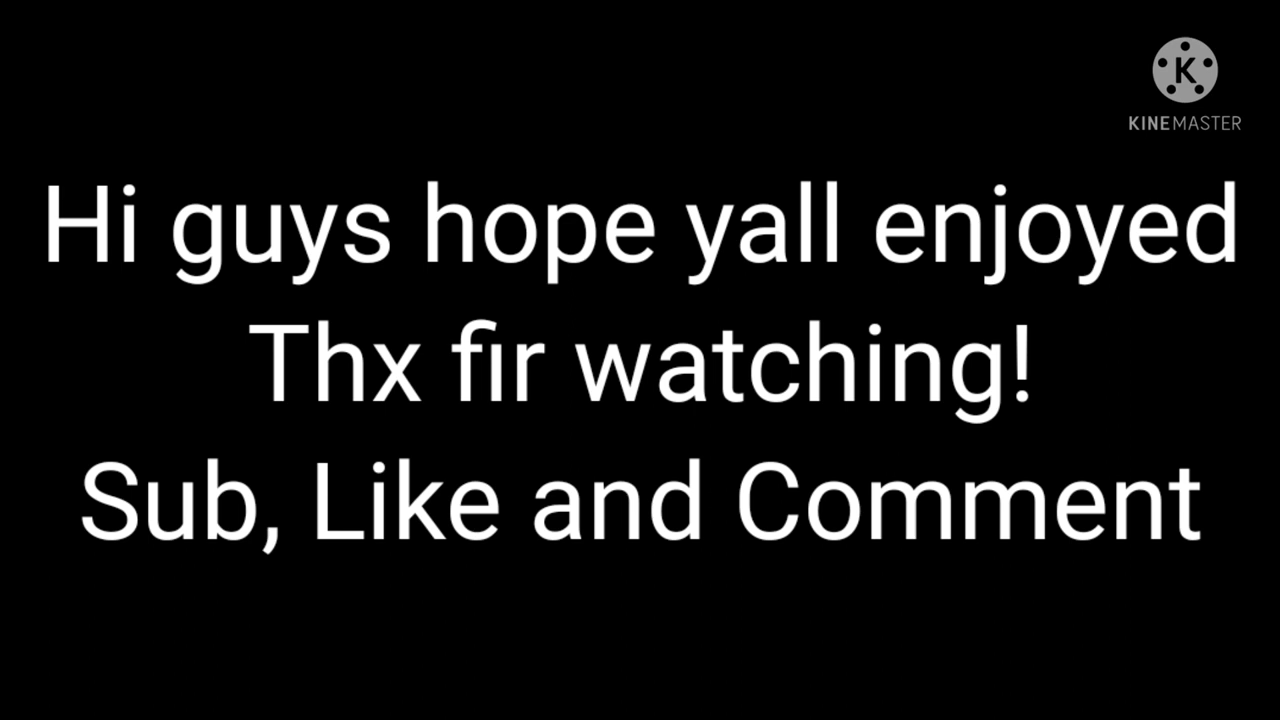 KINEMASTER
Hi guys hope yall enjoyed
Thx fir watching!
Sub, Like and Comment